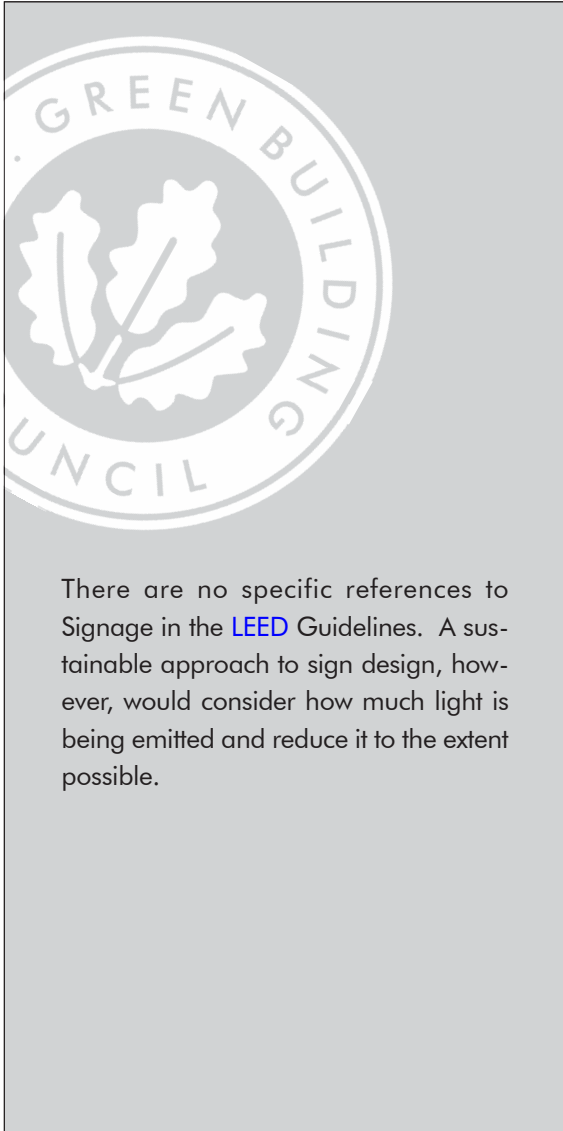 . GREEN BUILDING
UNCIL
There are no specific references to
Signage in the LEED Guidelines.  A sus-
tainable approach to sign design, how-
ever, would consider how much light is
being emitted and reduce it to the extent
possible.